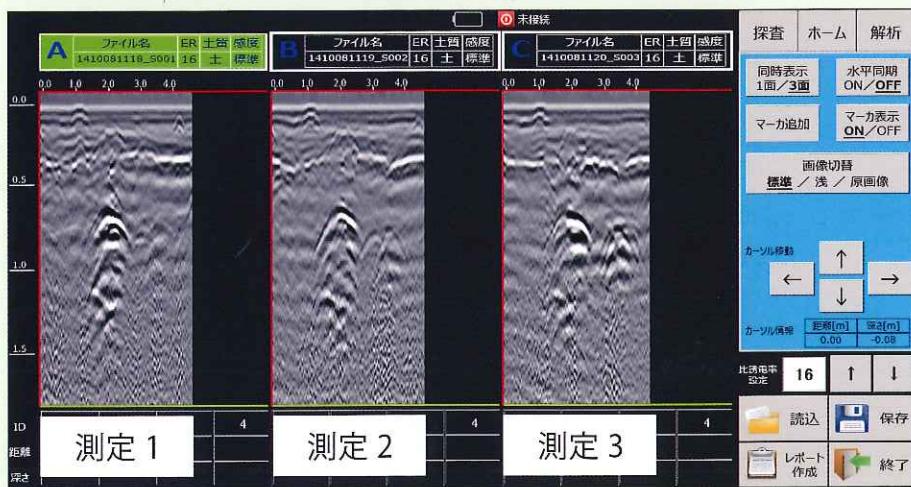 未接続
A
ファイル名 ER 土質 感度
1410081118_S001 16 土 標準
B
ファイル名 ER 土質 感度
1410081119_S002 16 土 標準
C
ファイル名 ER 土質 感度
1410081120_S003 16 土 標準
0.0 1.0 2.0 3.0 4.0
0.0 1.0 2.0 3.0 4.0
0.0 1.0 2.0 3.0 4.0
0.0
0.5
1.0
1.5
ID
距離
深さ
4
4
4
測定 1
測定 2
測定 3
探査
ホーム
解析
同時表示
1面/3面
水平同期
ON/OFF
マーカ追加
マーカ表示
ON/OFF
画像切替
標準 / 浅 / 原画像
カーソル移動
↑
← →
↓
カーソル情報
距離[m] 深さ[m]
0.00 -0.08
比誘電率
設定
16 ↑ ↓
読込
保存
レポート
作成
終了